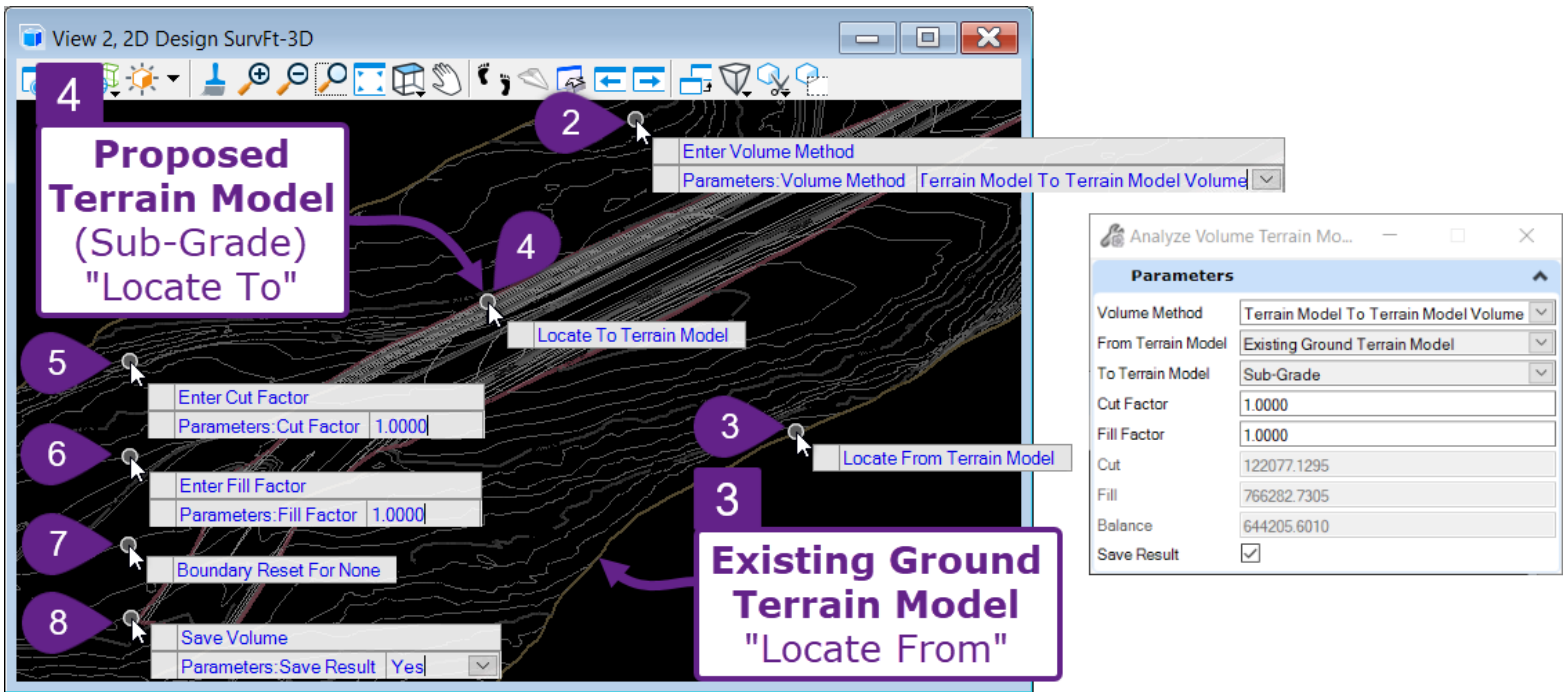 View 2, 2D Design SurvFt-3D
4
Proposed
Terrain Model
(Sub-Grade)
"Locate To"
2
Enter Volume Method
Parameters:Volume Method Terrain Model To Terrain Model Volume
4
Locate To Terrain Model
5
Enter Cut Factor
Parameters:Cut Factor 1.0000
6
Enter Fill Factor
Parameters:Fill Factor 1.0000
7
Boundary Reset For None
8
Save Volume
Parameters:Save Result Yes
3
Locate From Terrain Model
3
Existing Ground
Terrain Model
"Locate From"
Analyze Volume Terrain Mo...
Parameters
Volume Method Terrain Model To Terrain Model Volume
From Terrain Model Existing Ground Terrain Model
To Terrain Model Sub-Grade
Cut Factor 1.0000
Fill Factor 1.0000
Cut 122077.1295
Fill 766282.7305
Balance 644205.6010
Save Result